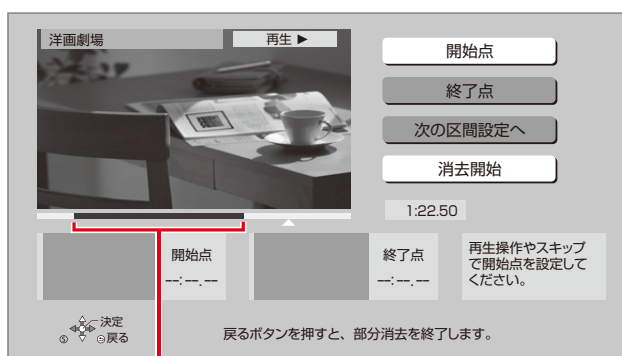 洋画劇場
再生 ▶
開始点
終了点
次の区間設定へ
消去開始
1:22.50
開始点
--:--.--
終了点
--:--.--
再生操作やスキップ
で開始点を設定して
ください。
決定
S
戻る
戻るボタンを押すと、部分消去を終了します。